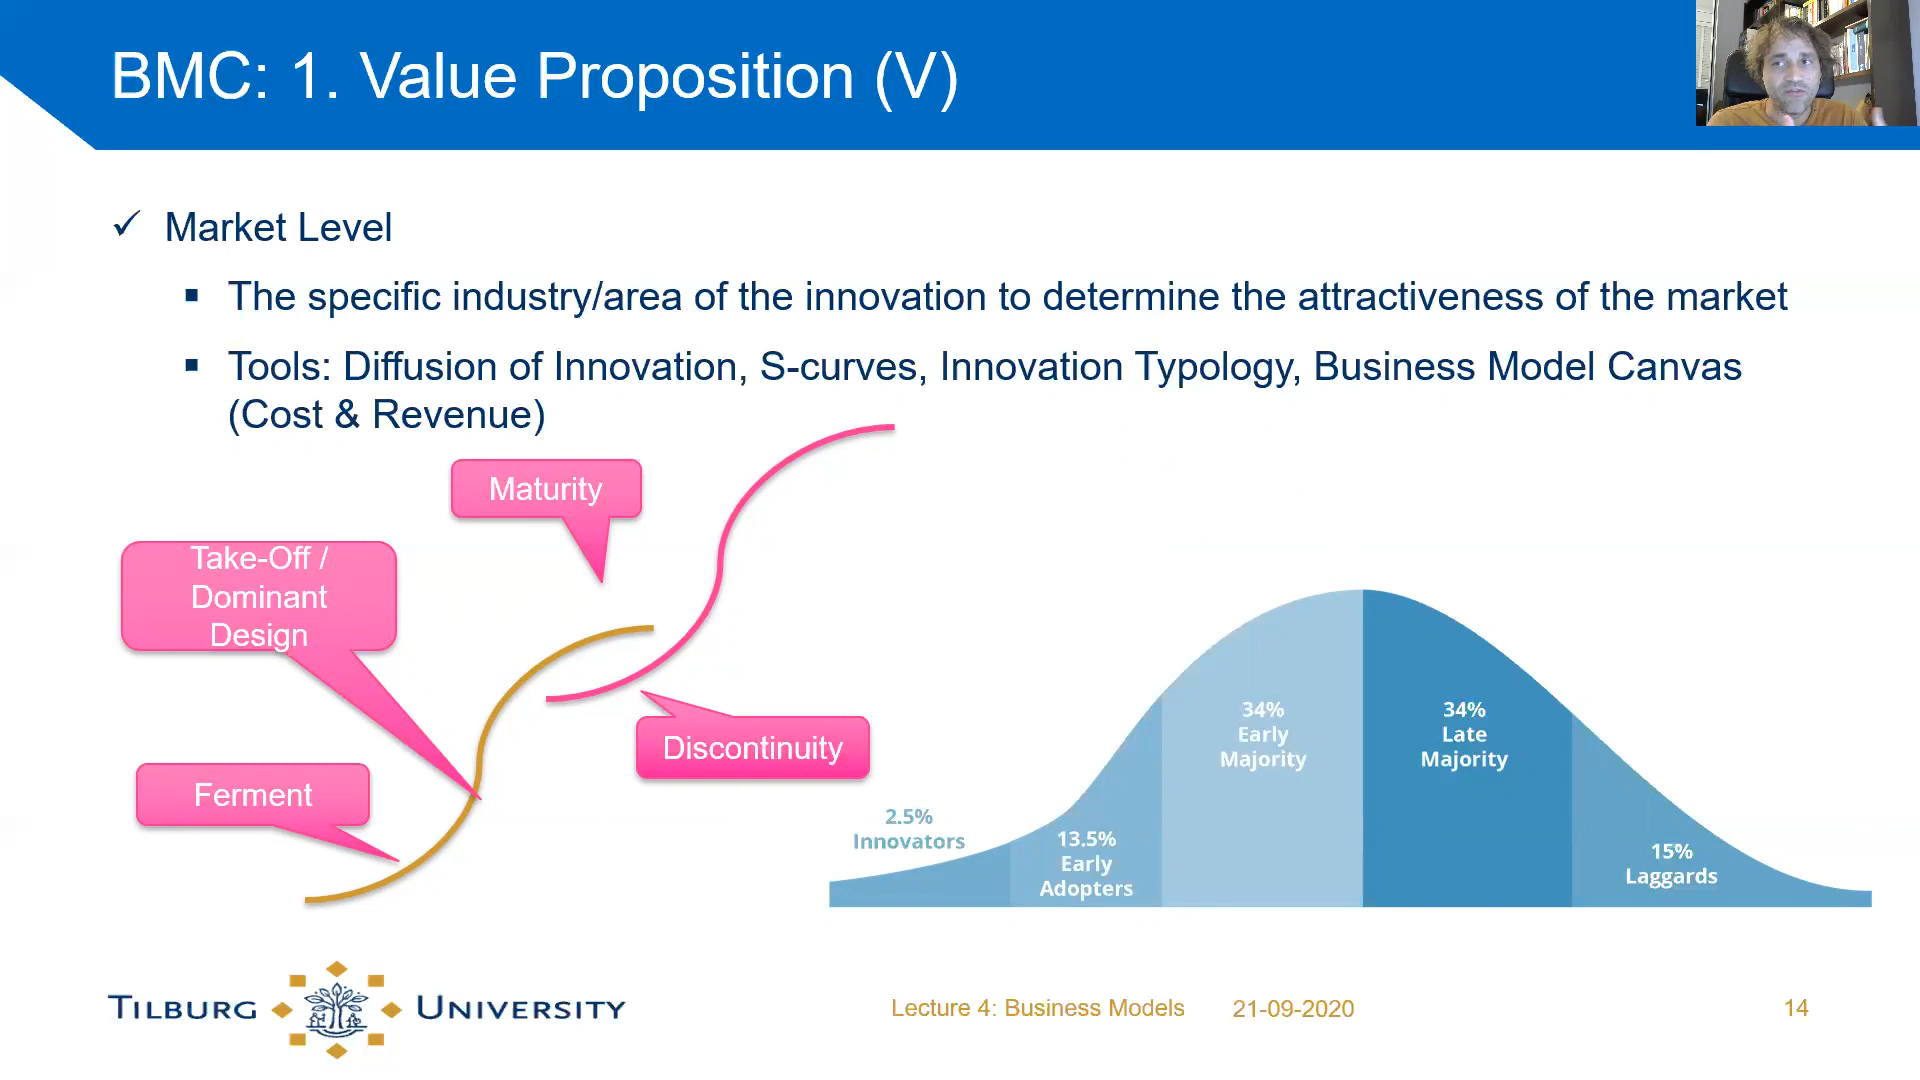 BMC: 1. Value Proposition (V)
✓ Market Level
▪ The specific industry/area of the innovation to determine the attractiveness of the market
▪ Tools: Diffusion of Innovation, S-curves, Innovation Typology, Business Model Canvas
(Cost & Revenue)
Maturity
Take-Off /
Dominant
Design
Discontinuity
Ferment
2.5%
Innovators
13.5%
Early
Adopters
34%
Early
Majority
34%
Late
Majority
15%
Laggards
TILBURG UNIVERSITY
Lecture 4: Business Models 21-09-2020 14